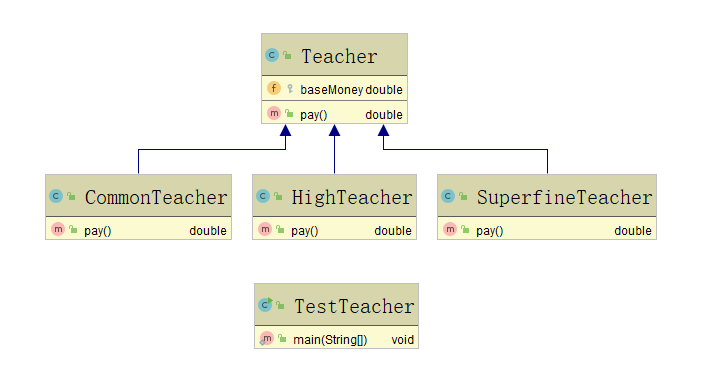 Teacher
baseMoney double
pay() double
CommonTeacher
pay() double
HighTeacher
pay() double
SuperfineTeacher
pay() double
TestTeacher
main(String[]) void